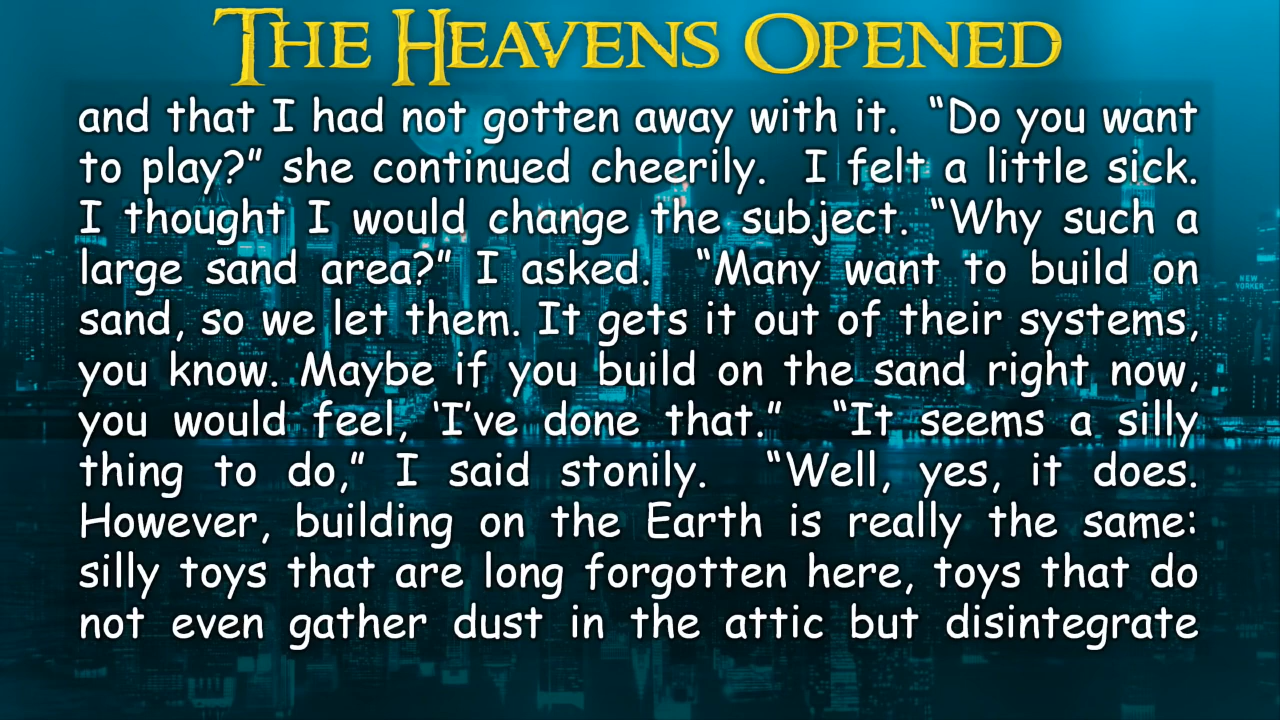 THE HEAVENS OPENED
and that I had not gotten away with it.  “Do you want
to play?” she continued cheerily.  I felt a little sick.
I thought I would change the subject. “Why such a
large sand area?” I asked.  “Many want to build on
sand, so we let them. It gets it out of their systems,
you know. Maybe if you build on the sand right now,
you would feel, ‘I’ve done that.”  “It seems a silly
thing to do,” I said stonily.  “Well, yes, it does.
However, building on the Earth is really the same:
silly toys that are long forgotten here, toys that do
not even gather dust in the attic but disintegrate
NEW
YORKER